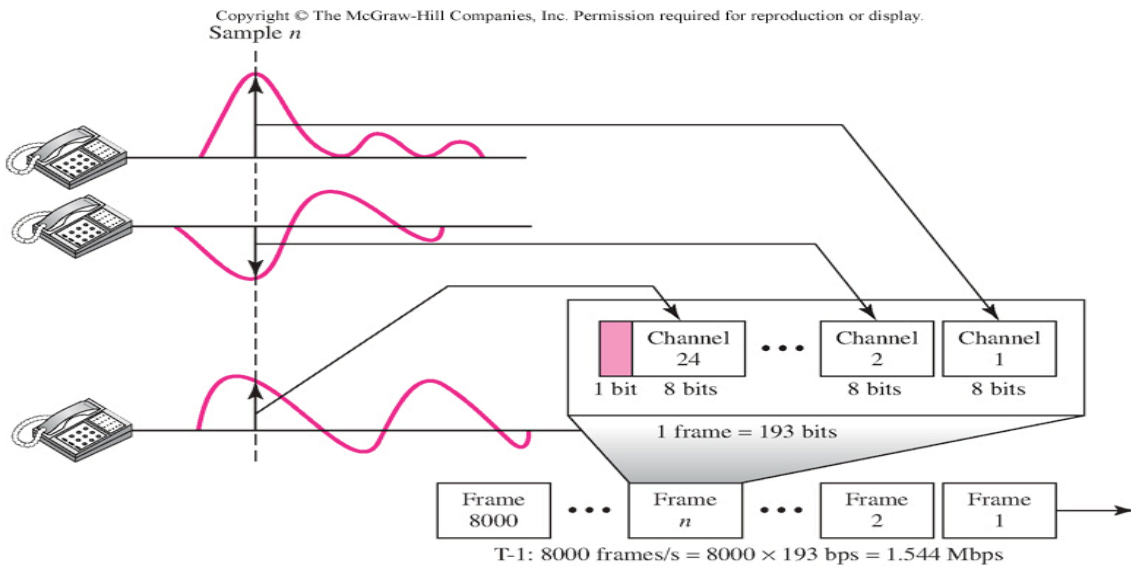 Copyright © The McGraw-Hill Companies, Inc. Permission required for reproduction or display.
Sample n
Channel 24
Channel 2
Channel 1
1 bit 8 bits 8 bits 8 bits
1 frame = 193 bits
Frame 8000
Frame n
Frame 2
Frame 1
T-1: 8000 frames/s = 8000 × 193 bps = 1.544 Mbps